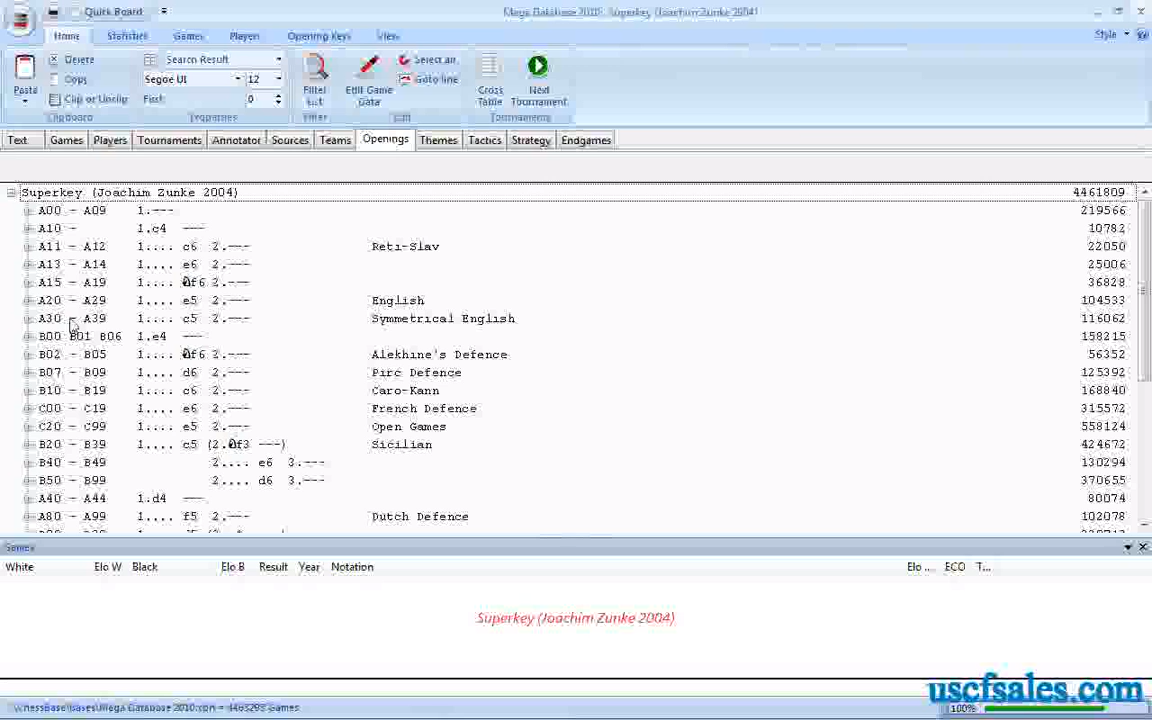 Quick Board
Mega Database 2010: Superkey (Joachim Zunke 2004)
Home Statistics Games Players Opening Keys View Style
Paste
Delete
Copy
Clip or Unclip
Clipboard
Search Result
Segoe UI 12
First: 0
Properties
Filter List
Filter
Edit Game Data
Select all
Goto line
Edit
Cross Table
Next Tournament
Tournaments
Text Games Players Tournaments Annotator Sources Teams Openings Themes Tactics Strategy Endgames
Superkey (Joachim Zunke 2004) 4461809
A00 - A09 1.--- 219566
A10 - 1.c4 --- 10782
A11 - A12 1.... c6 2.--- Reti-Slav 22050
A13 - A14 1.... e6 2.--- 25006
A15 - A19 1.... f6 2.--- 36828
A20 - A29 1.... e5 2.--- English 104533
A30 - A39 1.... c5 2.--- Symmetrical English 116062
B00 B01 B06 1.e4 --- 158215
B02 - B05 1.... f6 2.--- Alekhine's Defence 56352
B07 - B09 1.... d6 2.--- Pirc Defence 125392
B10 - B19 1.... c6 2.--- Caro-Kann 168840
C00 - C19 1.... e6 2.--- French Defence 315572
C20 - C99 1.... e5 2.--- Open Games 558124
B20 - B39 1.... c5 (2.f3 ---) Sicilian 424672
B40 - B49 2.... e6 3.--- 130294
B50 - B99 2.... d6 3.--- 370655
A40 - A44 1.d4 --- 80074
A80 - A99 1.... f5 2.--- Dutch Defence 102078
Games
White Elo W Black Elo B Result Year Notation Elo ... ECO T...
Superkey (Joachim Zunke 2004)
uscfsales.com
100%